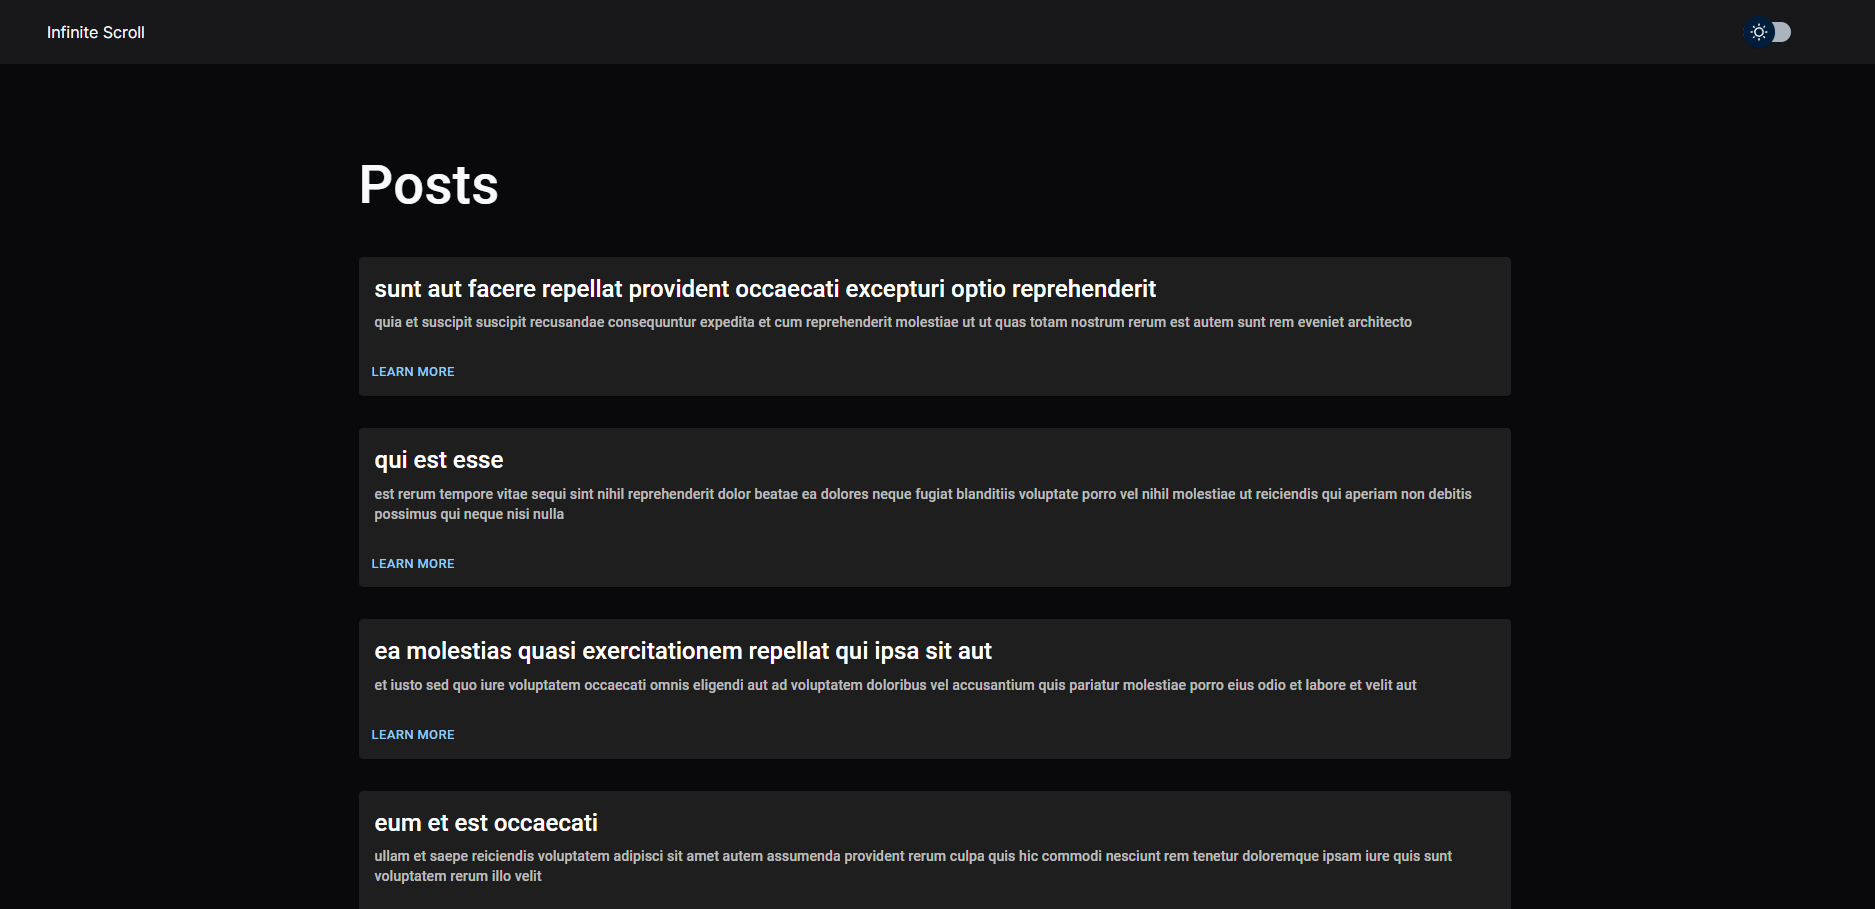 Infinite Scroll
Posts
sunt aut facere repellat provident occaecati excepturi optio reprehenderit
quia et suscipit suscipit recusandae consequuntur expedita et cum reprehenderit molestiae ut ut quas totam nostrum rerum est autem sunt rem eveniet architecto
LEARN MORE
qui est esse
est rerum tempore vitae sequi sint nihil reprehenderit dolor beatae ea dolores neque fugiat blanditiis voluptate porro vel nihil molestiae ut reiciendis qui aperiam non debitis
possimus qui neque nisi nulla
LEARN MORE
ea molestias quasi exercitationem repellat qui ipsa sit aut
et iusto sed quo iure voluptatem occaecati omnis eligendi aut ad voluptatem doloribus vel accusantium quis pariatur molestiae porro eius odio et labore et velit aut
LEARN MORE
eum et est occaecati
ullam et saepe reiciendis voluptatem adipisci sit amet autem assumenda provident rerum culpa quis hic commodi nesciunt rem tenetur doloremque ipsam iure quis sunt
voluptatem rerum illo velit